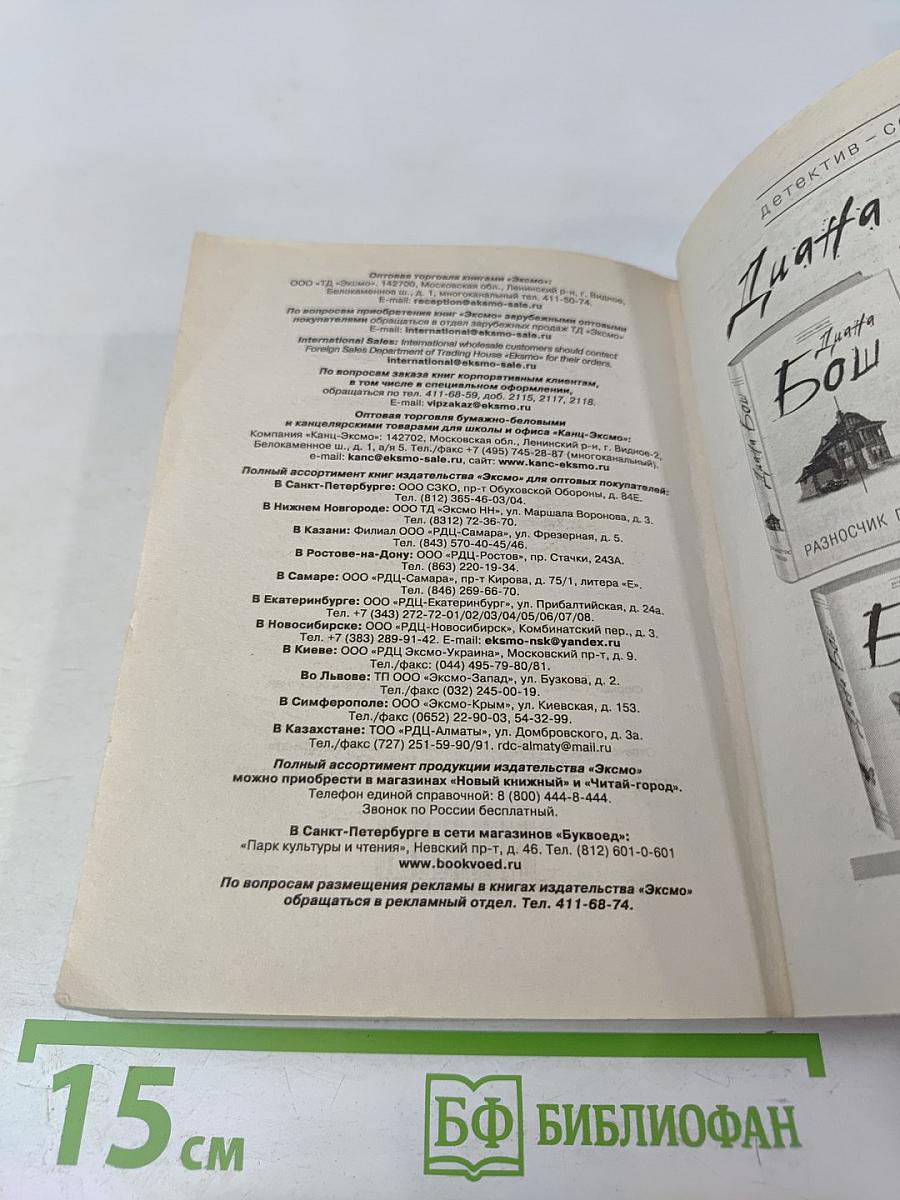 Оптовая торговля книгами «Эксмо»:
ООО «ТД «Эксмо». 142700, Московская обл., Ленинский р-н, г. Видное,
Белокаменное ш., д. 1, многоканальный тел. 411-50-74.
E-mail: reception@eksmo-sale.ru
По вопросам приобретения книг «Эксмо» зарубежными оптовыми
покупателями обращаться в отдел зарубежных продаж ТД «Эксмо»
E-mail: international@eksmo-sale.ru
International Sales: International wholesale customers should contact
Foreign Sales Department of Trading House «Eksmo» for their orders.
international@eksmo-sale.ru
По вопросам заказа книг корпоративным клиентам,
в том числе в специальном оформлении,
обращаться по тел. 411-68-59, доб. 2115, 2117, 2118.
E-mail: vipzakaz@eksmo.ru
Оптовая торговля бумажно-беловыми
и канцелярскими товарами для школы и офиса «Канц-Эксмо»:
Компания «Канц-Эксмо»: 142702, Московская обл., Ленинский р-н, г. Видное-2,
Белокаменное ш., д. 1, а/я 5. Тел./факс +7 (495) 745-28-87 (многоканальный).
e-mail: kanc@eksmo-sale.ru, сайт: www.kanc-eksmo.ru
Полный ассортимент книг издательства «Эксмо» для оптовых покупателей:
В Санкт-Петербурге: ООО СЗКО, пр-т Обуховской Обороны, д. 84Е.
Тел. (812) 365-46-03/04.
В Нижнем Новгороде: ООО ТД «Эксмо НН», ул. Маршала Воронова, д. 3.
Тел. (8312) 72-36-70.
В Казани: Филиал ООО «РДЦ-Самара», ул. Фрезерная, д. 5.
Тел. (843) 570-40-45/46.
В Ростове-на-Дону: ООО «РДЦ-Ростов», пр. Стачки, 243А.
Тел. (863) 220-19-34.
В Самаре: ООО «РДЦ-Самара», пр-т Кирова, д. 75/1, литера «Е».
Тел. (846) 269-66-70.
В Екатеринбурге: ООО «РДЦ-Екатеринбург», ул. Прибалтийская, д. 24а.
Тел. +7 (343) 272-72-01/02/03/04/05/06/07/08.
В Новосибирске: ООО «РДЦ-Новосибирск», Комбинатский пер., д. 3.
Тел. +7 (383) 289-91-42. E-mail: eksmo-nsk@yandex.ru
В Киеве: ООО «РДЦ Эксмо-Украина», Московский пр-т, д. 9.
Тел./факс: (044) 495-79-80/81.
Во Львове: ТП ООО «Эксмо-Запад», ул. Бузкова, д. 2.
Тел./факс (032) 245-00-19.
В Симферополе: ООО «Эксмо-Крым», ул. Киевская, д. 153.
Тел./факс (0652) 22-90-03, 54-32-99.
В Казахстане: ТОО «РДЦ-Алматы», ул. Домбровского, д. 3а.
Тел./факс (727) 251-59-90/91. rdc-almaty@mail.ru
Полный ассортимент продукции издательства «Эксмо»
можно приобрести в магазинах «Новый книжный» и «Читай-город».
Телефон единой справочной: 8 (800) 444-8-444.
Звонок по России бесплатный.
В Санкт-Петербурге в сети магазинов «Буквоед»:
«Парк культуры и чтения», Невский пр-т, д. 46. Тел. (812) 601-0-601
www.bookvoed.ru
По вопросам размещения рекламы в книгах издательства «Эксмо»
обращаться в рекламный отдел. Тел. 411-68-74.
детектив –
Диана
Диана
Бош
Диана Бош
РАЗНОСЧИК
15 см
БФ БИБЛИОФАН